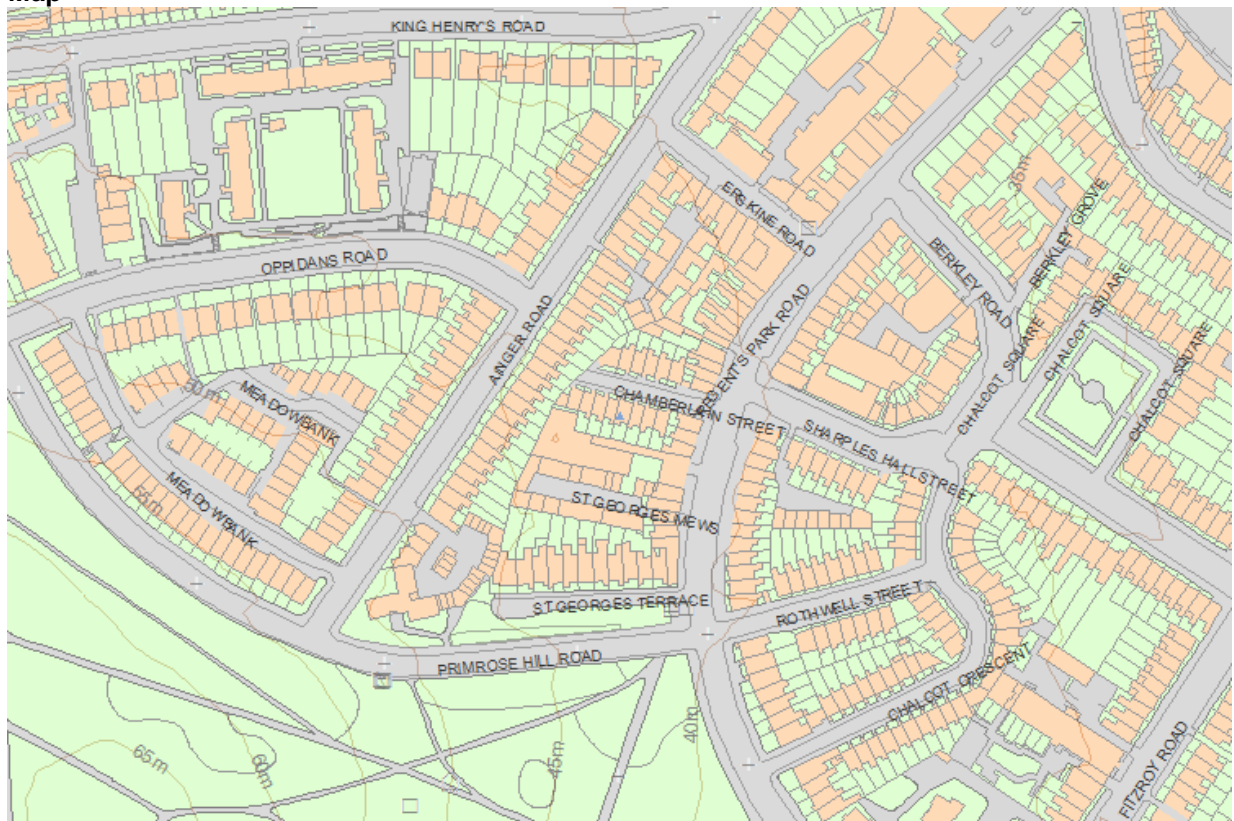 Map
KING HENRY'S ROAD
ERSKINE ROAD
35m
BERKLEY GROVE
OPPIDANS ROAD
BERKLEY ROAD
AINGER ROAD
REGENT'S PARK ROAD
CHALCOT SQUARE
CHALCOT SQUARE
CHALCOT SQUARE
50m
MEADOWBANK
CHAMBERLAIN STREET
SHARPLES HALL STREET
55m
MEADOWBANK
ST GEORGES MEWS
ST GEORGES TERRACE
ROTHWELL STREET
PRIMROSE HILL ROAD
CHALCOT CRESCENT
40m
65m
60m
45m
FITZROY ROAD